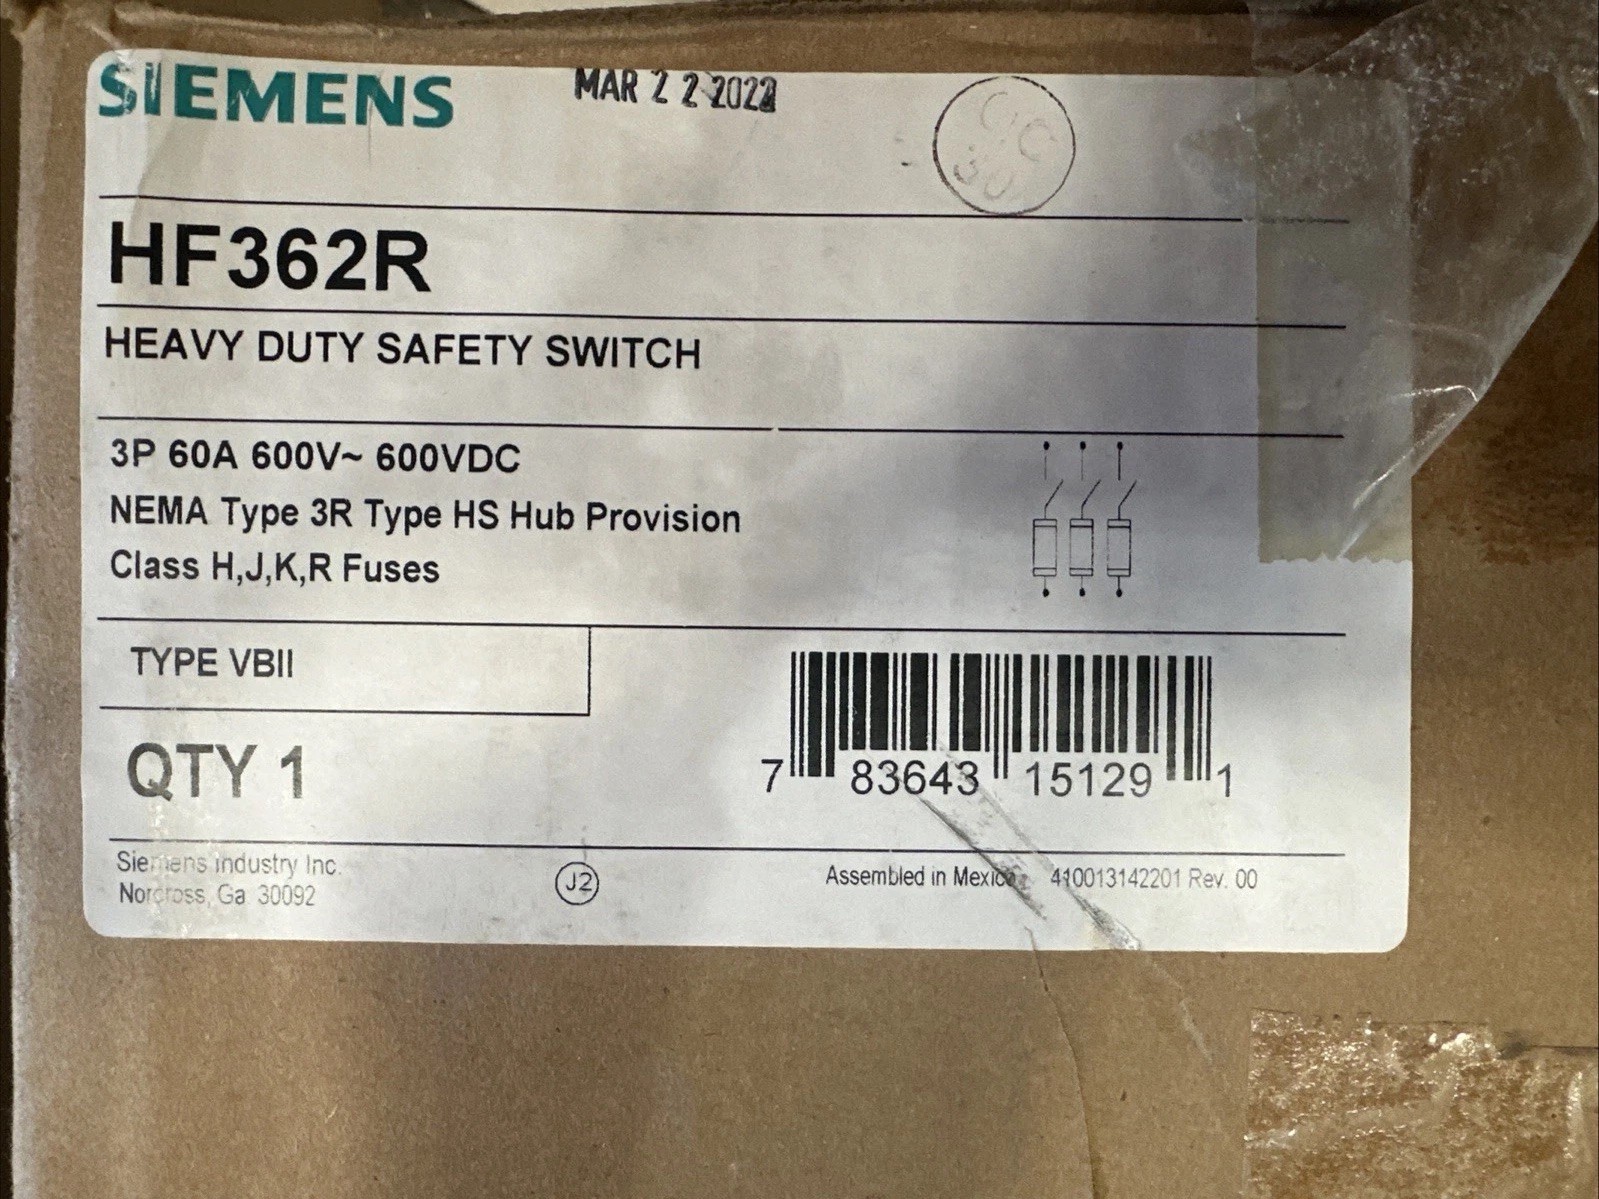 SIEMENS
MAR 2 2 2022
HF362R
HEAVY DUTY SAFETY SWITCH
3P 60A 600V~ 600VDC
NEMA Type 3R Type HS Hub Provision
Class H,J,K,R Fuses
TYPE VBII
QTY 1
7 83643 15129 1
Siemens Industry Inc.
Norcross, Ga 30092
J2
Assembled in Mexico 410013142201 Rev. 00